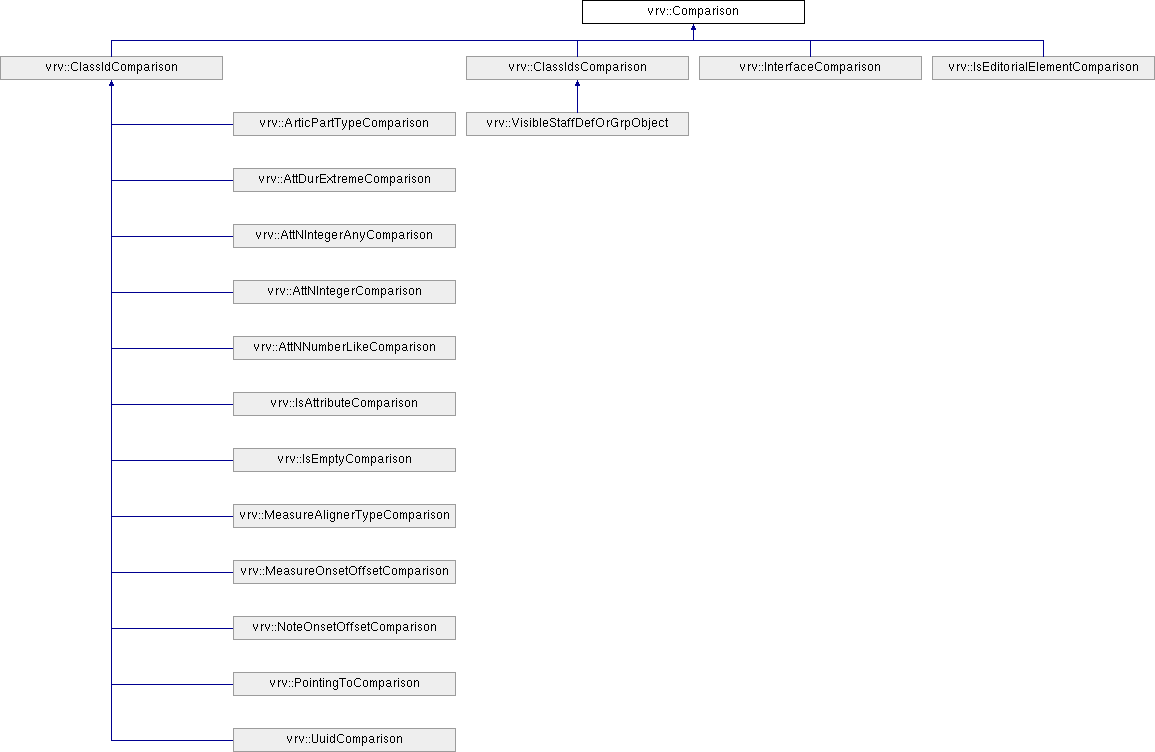 vrv::Comparison
vrv::ClassIdComparison
vrv::ClassIdsComparison
vrv::InterfaceComparison
vrv::IsEditorialElementComparison
vrv::ArticPartTypeComparison
vrv::VisibleStaffDefOrGrpObject
vrv::AttDurExtremeComparison
vrv::AttNIntegerAnyComparison
vrv::AttNIntegerComparison
vrv::AttNNumberLikeComparison
vrv::IsAttributeComparison
vrv::IsEmptyComparison
vrv::MeasureAlignerTypeComparison
vrv::MeasureOnsetOffsetComparison
vrv::NoteOnsetOffsetComparison
vrv::PointingToComparison
vrv::UuidComparison